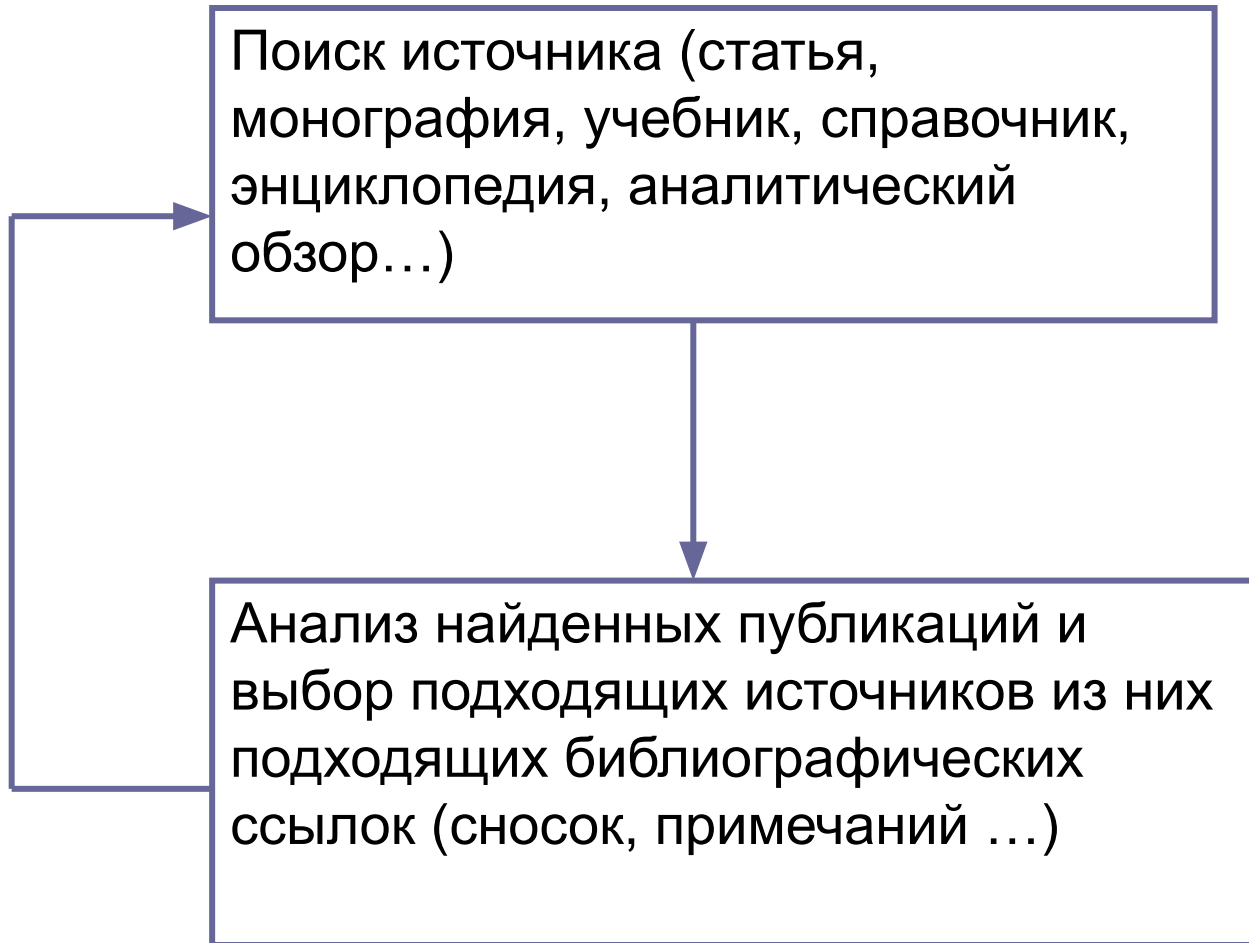 Поиск источника (статья,
монография, учебник, справочник,
энциклопедия, аналитический
обзор…)
Анализ найденных публикаций и
выбор подходящих источников из них
подходящих библиографических
ссылок (сносок, примечаний …)